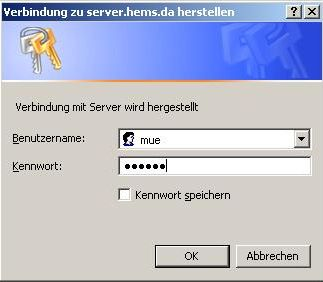 Verbindung zu server.hems.da herstellen
Verbindung mit Server wird hergestellt
Benutzername:
mue
Kennwort:
••••••
Kennwort speichern
OK
Abbrechen